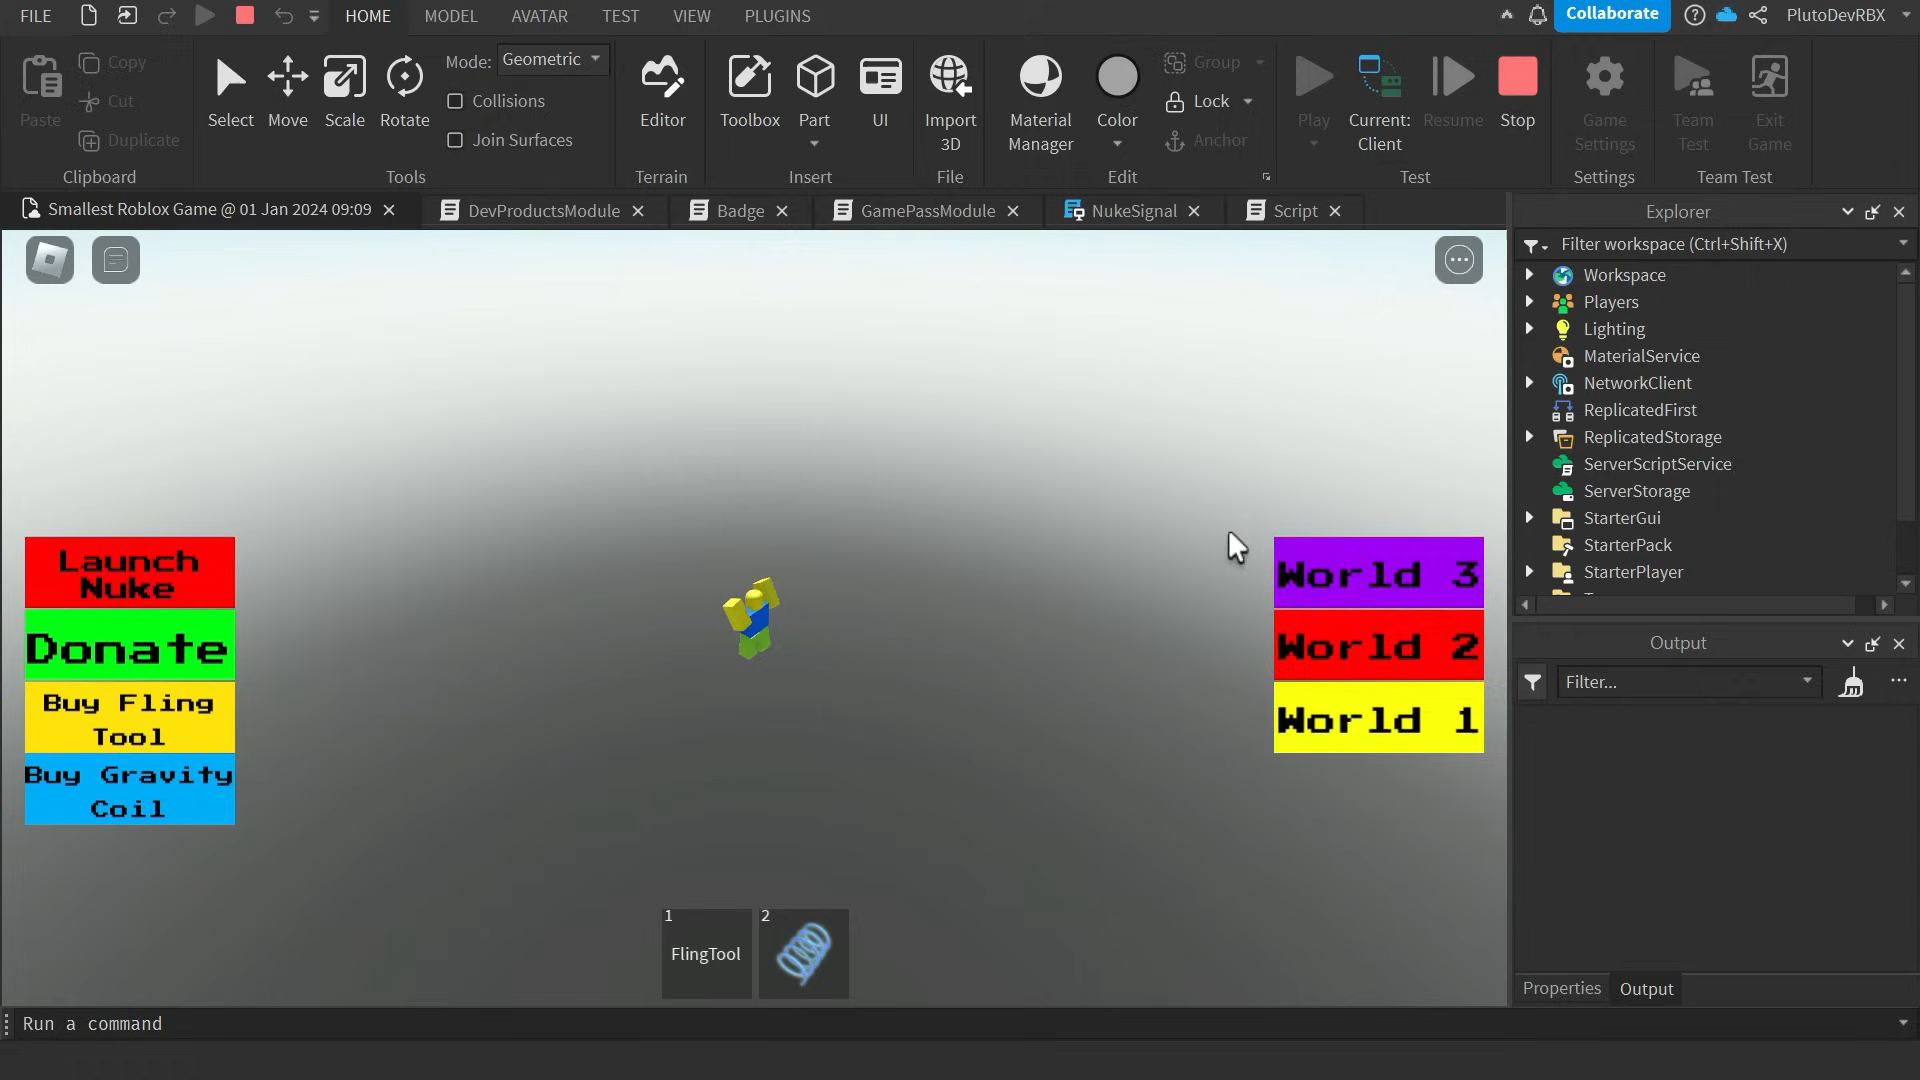 FILE HOME MODEL AVATAR TEST VIEW PLUGINS Collaborate PlutoDevRBX
Paste Copy Cut Duplicate Clipboard
Select Move Scale Rotate Mode: Geometric Collisions Join Surfaces Tools
Editor Terrain
Toolbox Part UI Insert
Import 3D File
Material Manager Color Group Lock Anchor Edit
Play Current: Client Resume Stop Test
Game Settings Settings
Team Test Exit Game Team Test
Smallest Roblox Game @ 01 Jan 2024 09:09 DevProductsModule Badge GamePassModule NukeSignal Script
Launch
Nuke
Donate
Buy Fling
Tool
Buy Gravity
Coil
World 3
World 2
World 1
1
FlingTool
2
Run a command
Explorer
Filter workspace (Ctrl+Shift+X)
Workspace
Players
Lighting
MaterialService
NetworkClient
ReplicatedFirst
ReplicatedStorage
ServerScriptService
ServerStorage
StarterGui
StarterPack
StarterPlayer
Output
Filter...
Properties Output